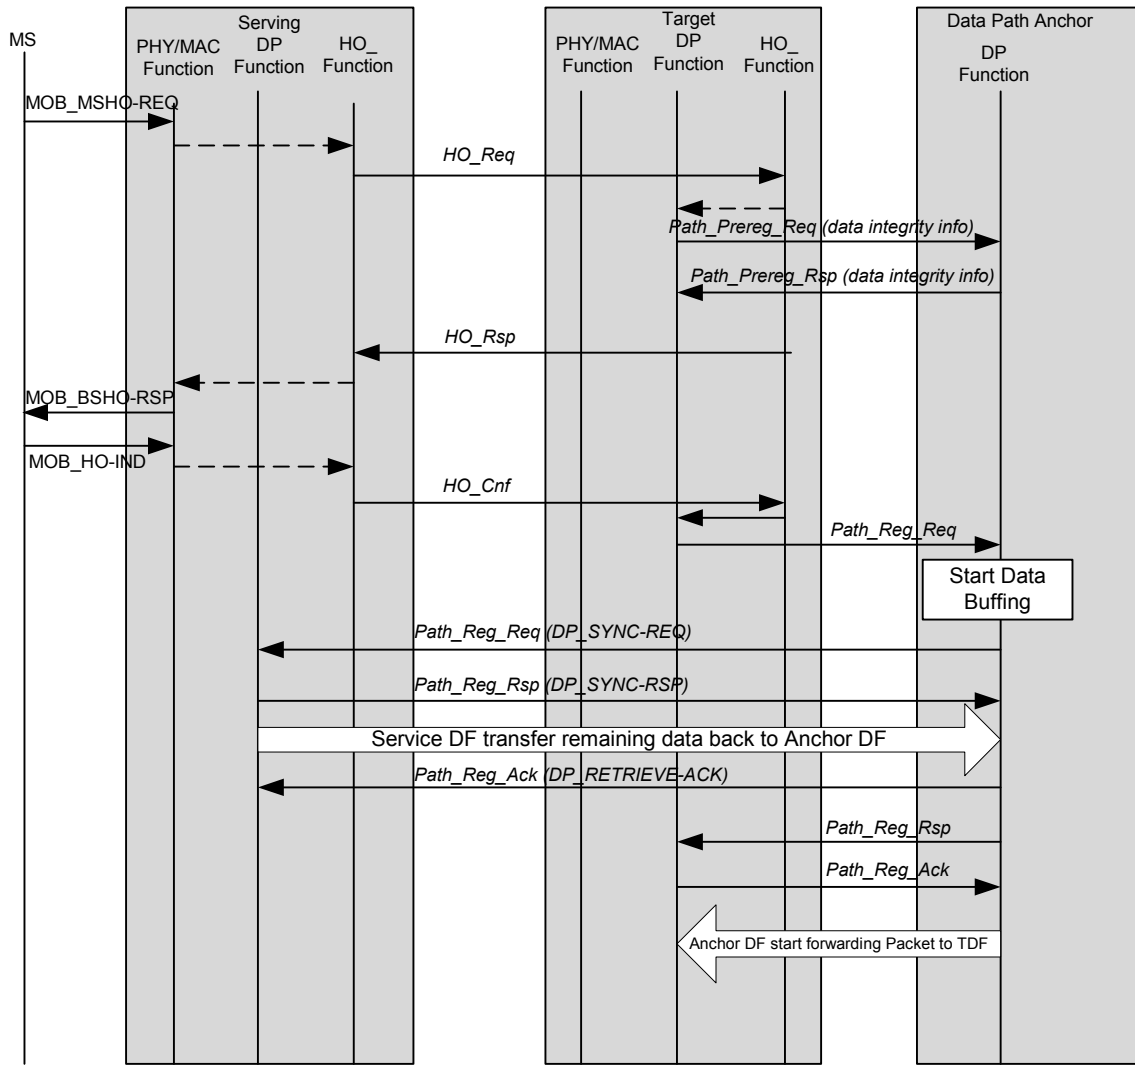 MS
Serving
PHY/MAC
Function
DP
Function
HO_
Function
Target
PHY/MAC
Function
DP
Function
HO_
Function
Data Path Anchor
DP
Function
MOB_MSHO-REQ
HO_Req
Path_Prereg_Req (data integrity info)
Path_Prereg_Rsp (data integrity info)
HO_Rsp
MOB_BSHO-RSP
MOB_HO-IND
HO_Cnf
Path_Reg_Req
Start Data
Buffing
Path_Reg_Req (DP_SYNC-REQ)
Path_Reg_Rsp (DP_SYNC-RSP)
Service DF transfer remaining data back to Anchor DF
Path_Reg_Ack (DP_RETRIEVE-ACK)
Path_Reg_Rsp
Path_Reg_Ack
Anchor DF start forwarding Packet to TDF